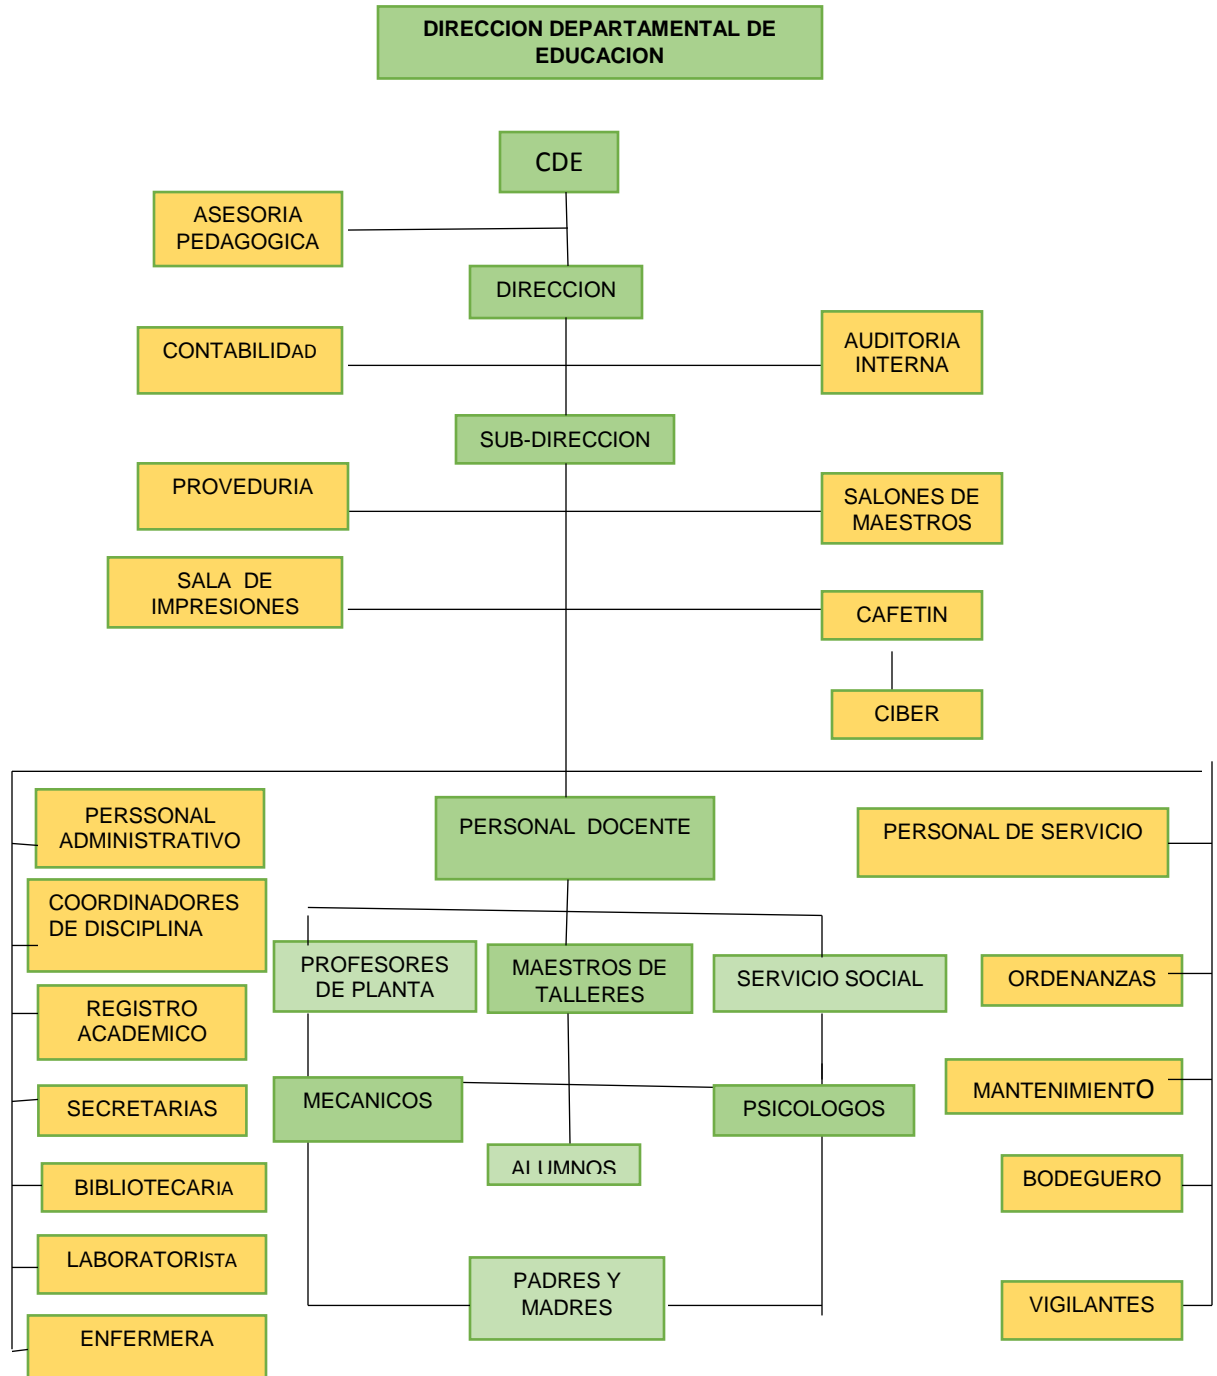 DIRECCION DEPARTAMENTAL DE
EDUCACION
CDE
ASESORIA
PEDAGOGICA
DIRECCION
CONTABILIDAD
AUDITORIA
INTERNA
SUB-DIRECCION
PROVEDURIA
SALONES DE
MAESTROS
SALA DE
IMPRESIONES
CAFETIN
CIBER
PERSSONAL
ADMINISTRATIVO
PERSONAL DOCENTE
PERSONAL DE SERVICIO
COORDINADORES
DE DISCIPLINA
PROFESORES
DE PLANTA
MAESTROS DE
TALLERES
SERVICIO SOCIAL
ORDENANZAS
REGISTRO
ACADEMICO
MECANICOS
PSICOLOGOS
MANTENIMIENTO
SECRETARIAS
ALUMNOS
BODEGUERO
BIBLIOTECARIA
LABORATORISTA
PADRES Y
MADRES
VIGILANTES
ENFERMERA